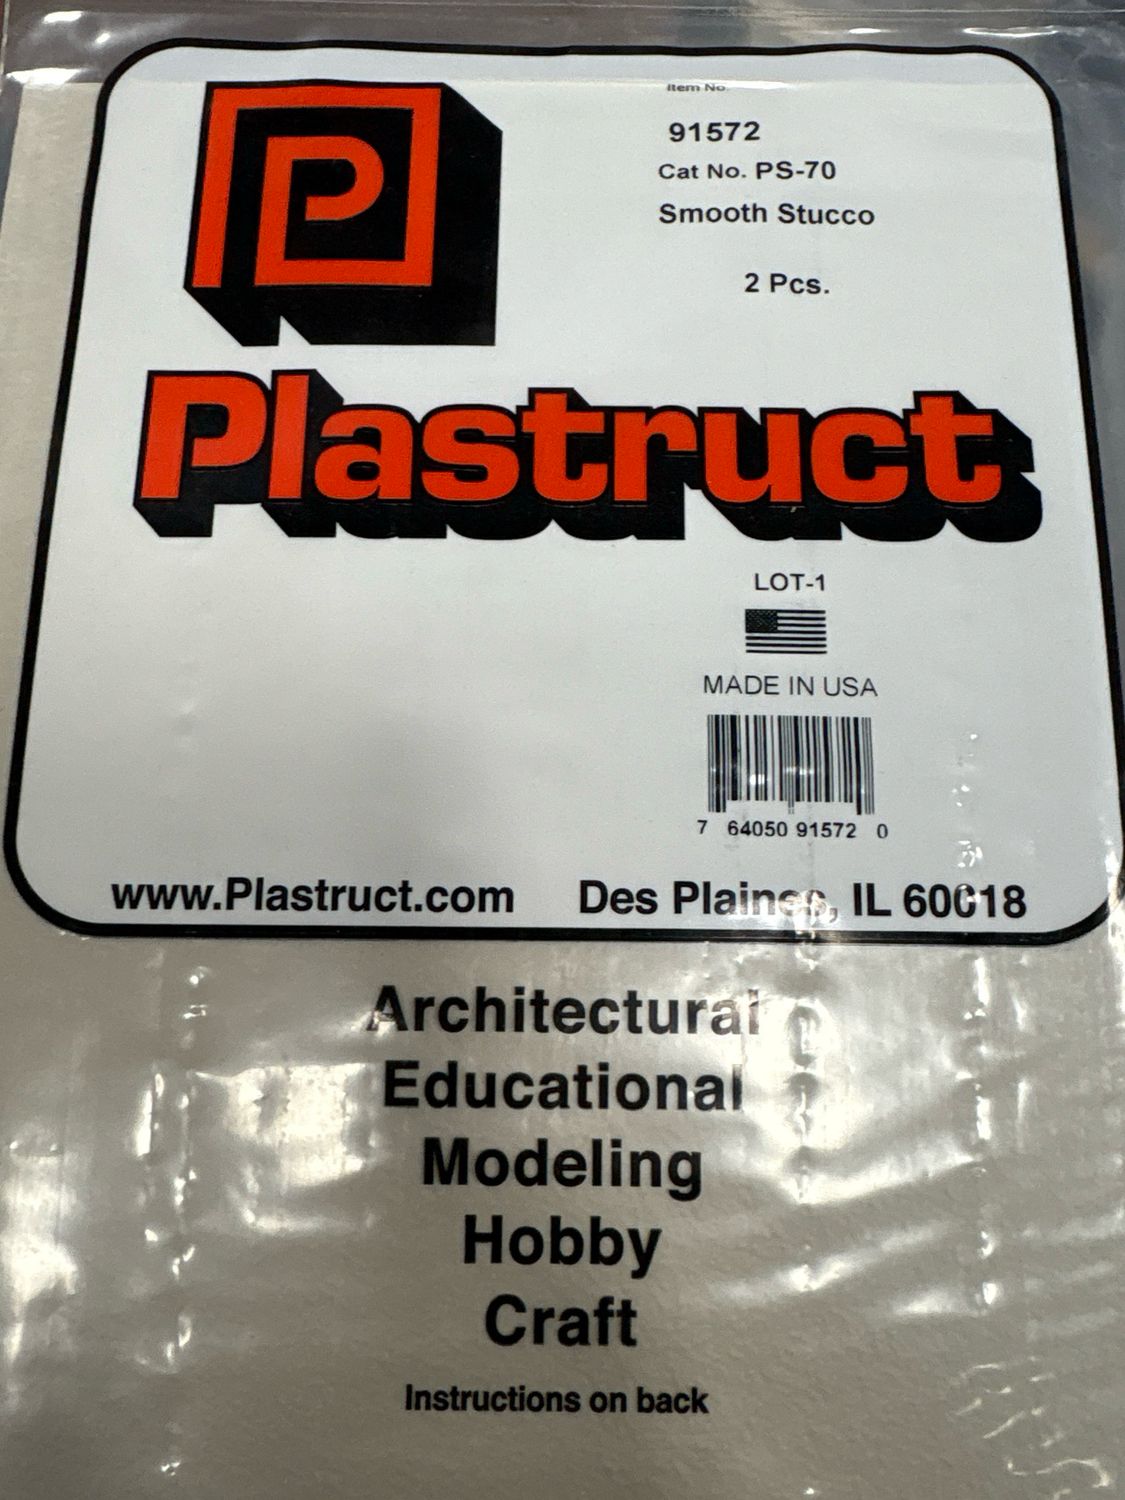 P
Item No.
91572
Cat No. PS-70
Smooth Stucco
2 Pcs.
Plastruct
LOT-1
MADE IN USA
7 64050 91572 0
www.Plastruct.com Des Plaines, IL 60018
Architectural
Educational
Modeling
Hobby
Craft
Instructions on back